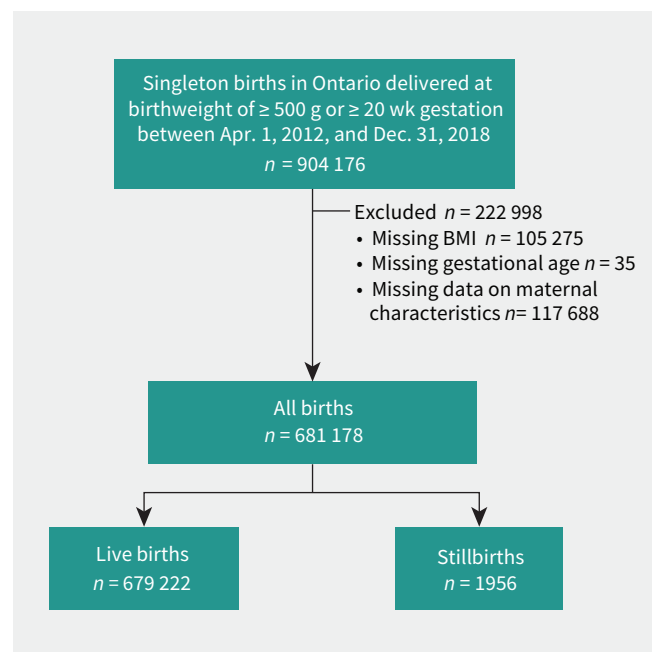 Singleton births in Ontario delivered at
birthweight of ≥ 500 g or ≥ 20 wk gestation
between Apr. 1, 2012, and Dec. 31, 2018
n = 904 176
Excluded n = 222 998
• Missing BMI n = 105 275
• Missing gestational age n = 35
• Missing data on maternal
characteristics n= 117 688
All births
n = 681 178
Live births
n = 679 222
Stillbirths
n = 1956